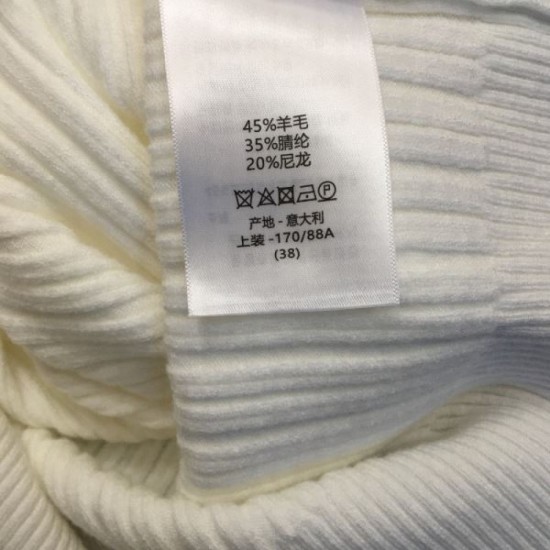 45%羊毛
35%腈纶
20%尼龙
P
产地 - 意大利
上装 -170/88A
(38)